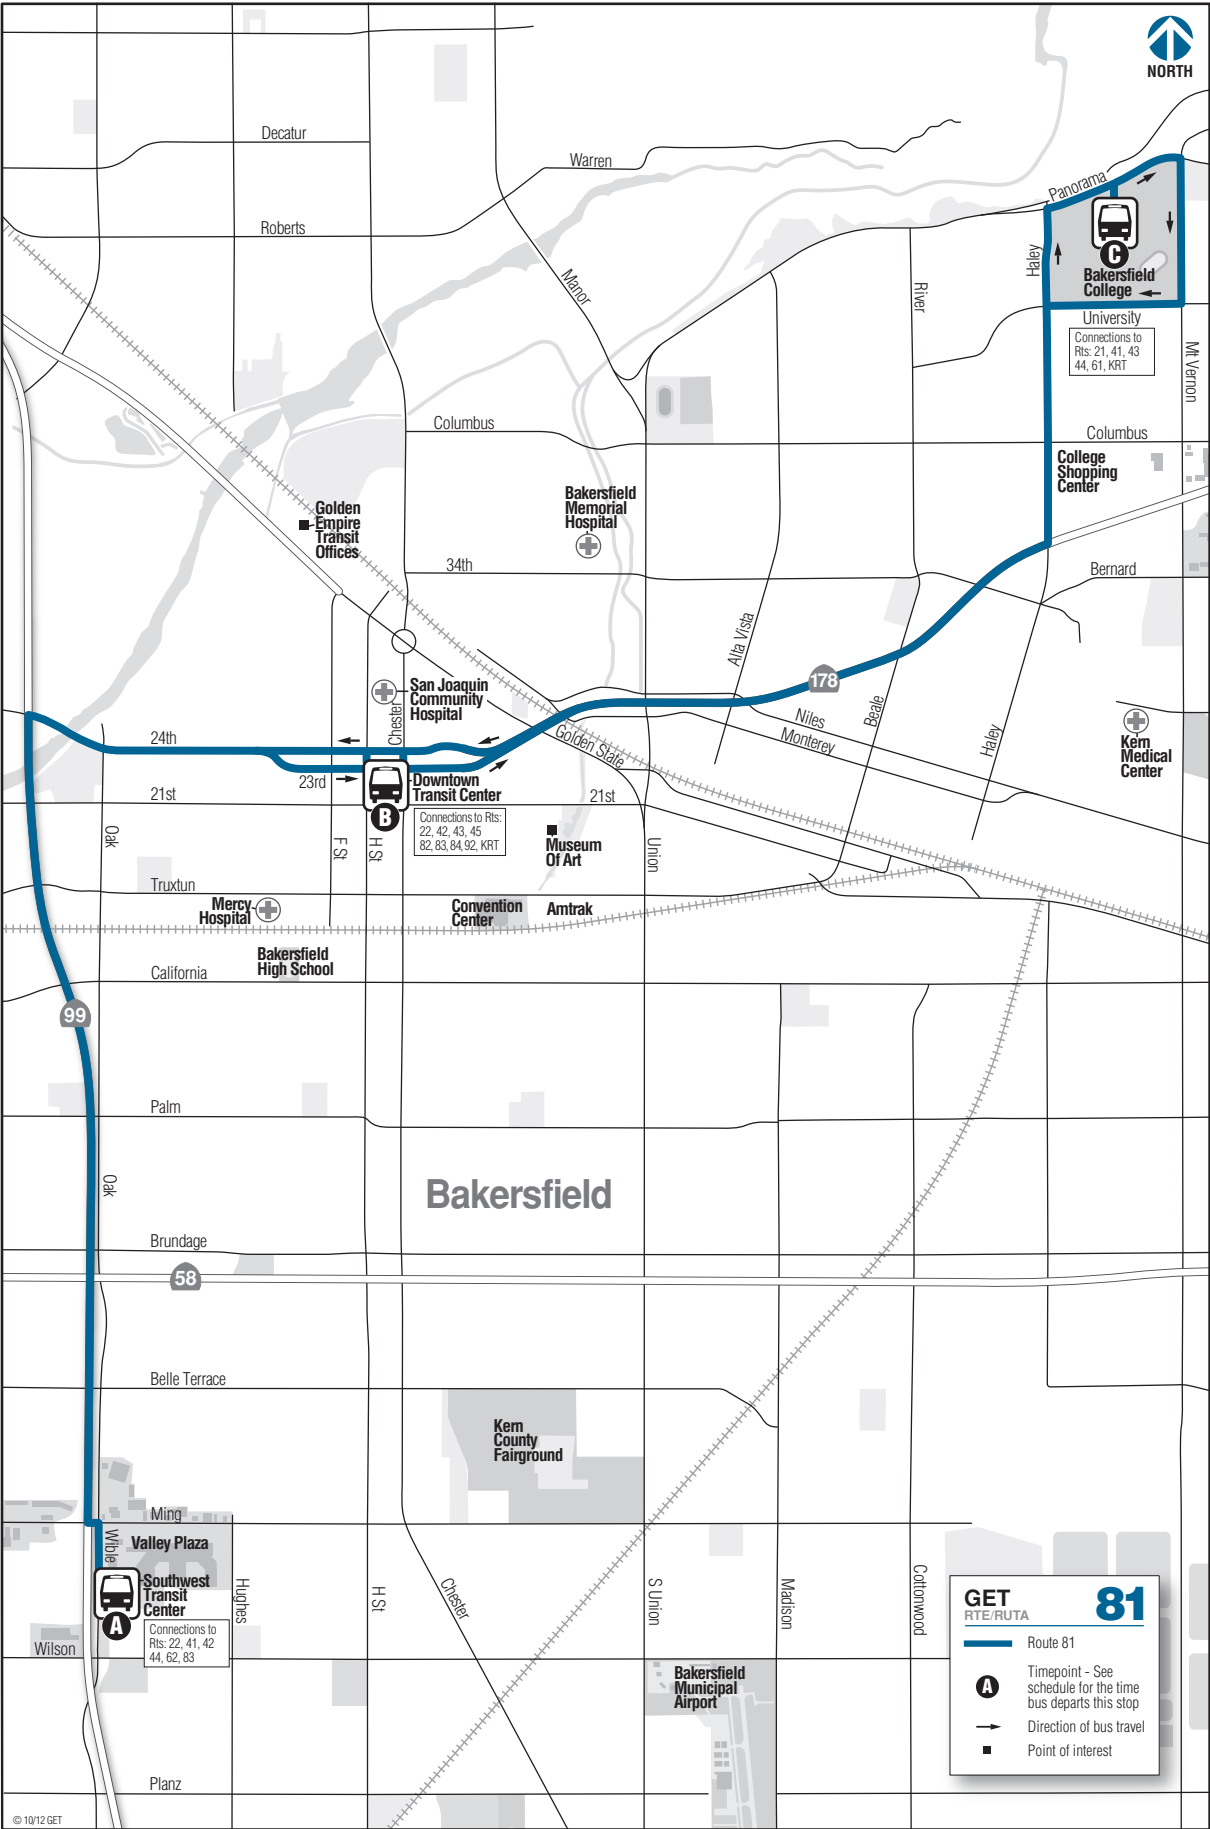 NORTH
Decatur
Warren
Panorama
Roberts
Haley
C
Bakersfield
College
Manor
River
University
Connections to
Rts: 21, 41, 43
44, 61, KRT
Mt Vernon
Columbus
Columbus
College
Shopping
Center
Bakersfield
Memorial
Hospital
Golden
Empire
Transit
Offices
34th
Bernard
Alta Vista
178
San Joaquin
Community
Hospital
Chester
Beale
Niles
Monterey
Haley
Kern
Medical
Center
24th
Golden State
23rd
Downtown
Transit Center
B
Connections to Rts:
22, 42, 43, 45
82, 83, 84, 92, KRT
21st
21st
Oak
F St
H St
Museum
Of Art
Union
Truxtun
Mercy
Hospital
Convention
Center
Amtrak
Bakersfield
High School
California
99
Palm
Oak
Bakersfield
Brundage
58
Belle Terrace
Kern
County
Fairground
Ming
Wible
Valley Plaza
Southwest
Transit
Center
A
Connections to
Rts: 22, 41, 42
44, 62, 83
Hughes
H St
Chester
S Union
Madison
Cottonwood
Wilson
Bakersfield
Municipal
Airport
GET
RTE/RUTA
81
Route 81
A
Timepoint - See
schedule for the time
bus departs this stop
Direction of bus travel
Point of interest
Planz
© 10/12 GET